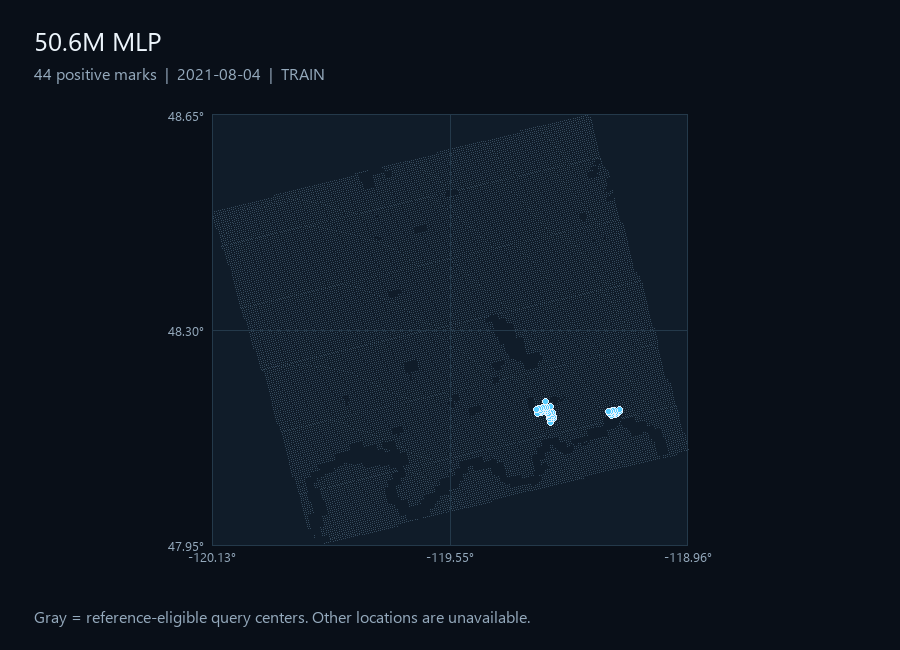 50.6M MLP
44 positive marks | 2021-08-04 | TRAIN
48.65°
48.30°
47.95°
-120.13°
-119.55°
-118.96°
Gray = reference-eligible query centers. Other locations are unavailable.